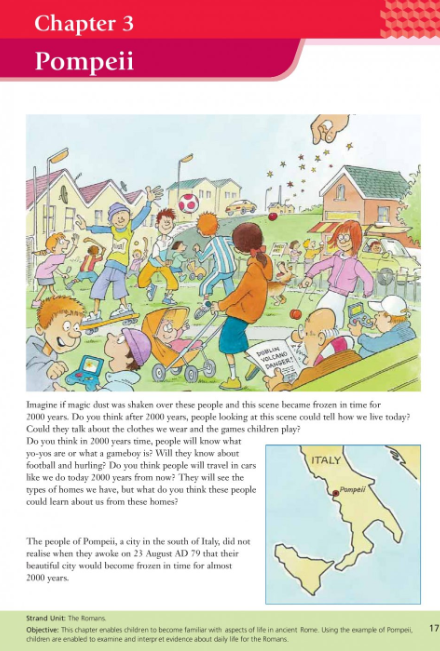 Chapter 3
Pompeii
DUBLIN
VOLCANO
DANGER!
Imagine if magic dust was shaken over these people and this scene became frozen in time for
2000 years. Do you think after 2000 years, people looking at this scene could tell how we live today?
Could they talk about the clothes we wear and the games children play?
Do you think in 2000 years time, people will know what
yo-yos are or what a gameboy is? Will they know about
football and hurling? Do you think people will travel in cars
like we do today 2000 years from now? They will see the
types of homes we have, but what do you think these people
could learn about us from these homes?
ITALY
Pompeii
The people of Pompeii, a city in the south of Italy, did not
realise when they awoke on 23 August AD 79 that their
beautiful city would become frozen in time for almost
2000 years.
Strand Unit: The Romans.
Objective: This chapter enables children to become familiar with aspects of life in ancient Rome. Using the example of Pompeii,
children are enabled to examine and interpret evidence about daily life for the Romans.
17